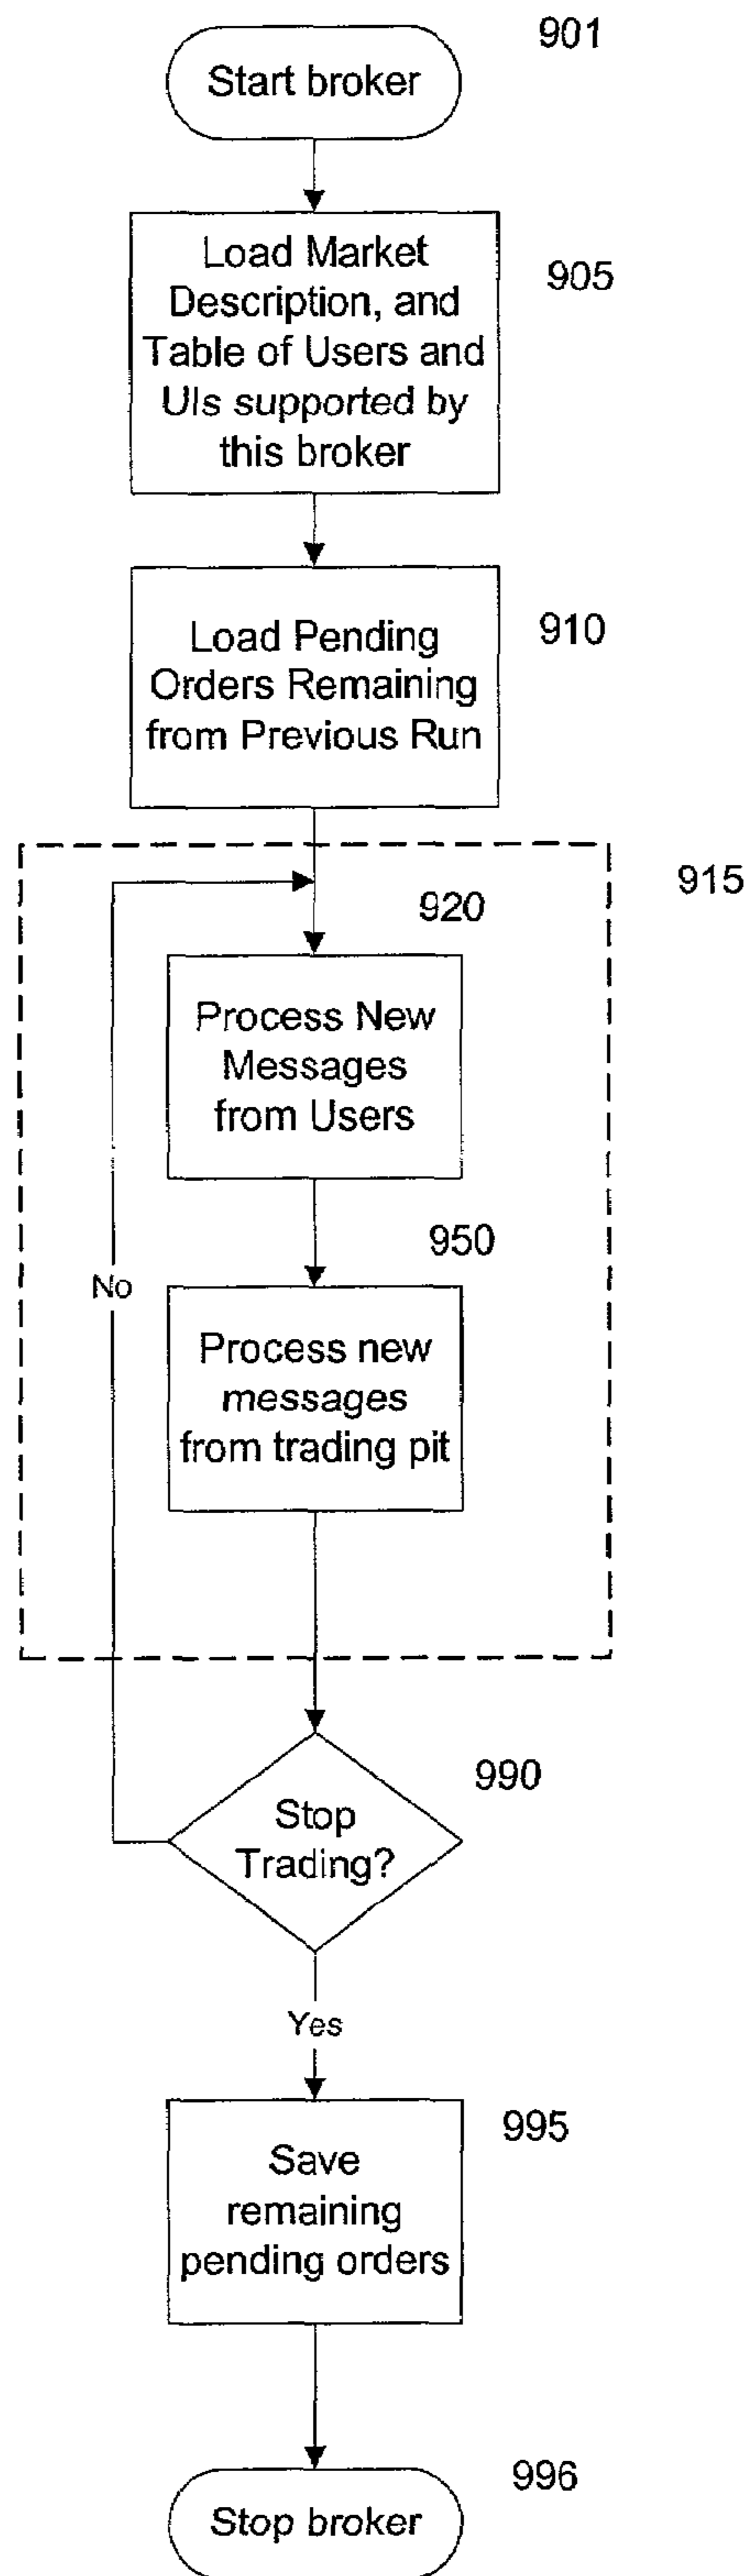 901
Start broker
Load Market
Description, and
Table of Users and
UIs supported by
this broker
905
Load Pending
Orders Remaining
from Previous Run
910
915
920
Process New
Messages
from Users
950
Process new
messages
from trading pit
No
990
Stop
Trading?
Yes
995
Save
remaining
pending orders
996
Stop broker